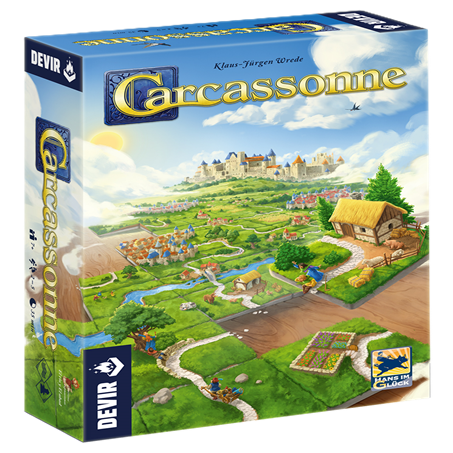 DEVIR
Klaus-Jürgen Wrede
Carcassonne
Carcassonne
DEVIR
HANS IM
GLÜCK